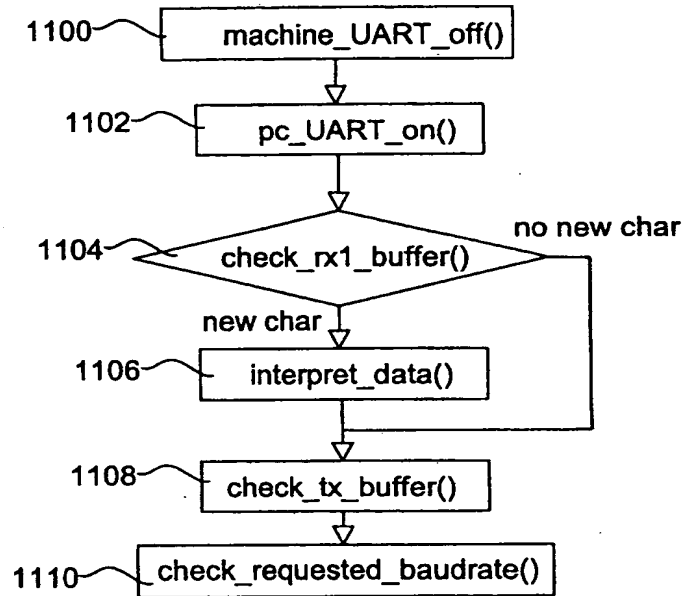 1100 machine_UART_off()
1102 pc_UART_on()
no new char
1104 check_rx1_buffer()
new char
1106 interpret_data()
1108 check_tx_buffer()
1110 check_requested_baudrate()